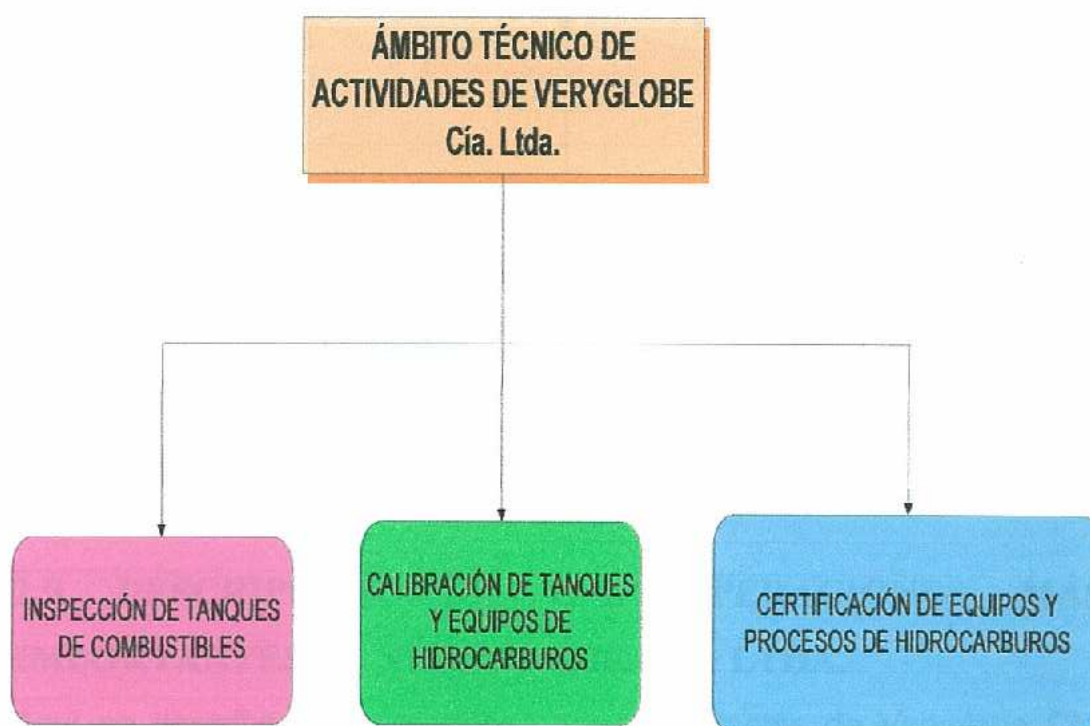 ÁMBITO TÉCNICO DE
ACTIVIDADES DE VERYGLOBE
Cía. Ltda.
INSPECCIÓN DE TANQUES
DE COMBUSTIBLES
CALIBRACIÓN DE TANQUES
Y EQUIPOS DE
HIDROCARBUROS
CERTIFICACIÓN DE EQUIPOS Y
PROCESOS DE HIDROCARBUROS